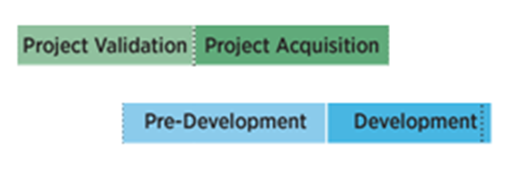 Project Validation Project Acquisition
Pre-Development Development